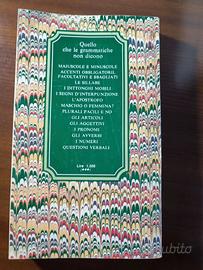 Quello
che le grammatiche
non dicono
MAIUSCOLE E MINUSCOLE
ACCENTI OBBLIGATORI,
FACOLTATIVI E SBAGLIATI
LE SILLABE
I DITTONGHI MOBILI
I SEGNI D'INTERPUNZIONE
L'APOSTROFO
MASCHIO O FEMMINA?
PLURALI FACILI E NO
GLI ARTICOLI
GLI AGGETTIVI
I PRONOMI
GLI AVVERBI
I NUMERI
QUESTIONI VERBALI
Lire 1.000
subito